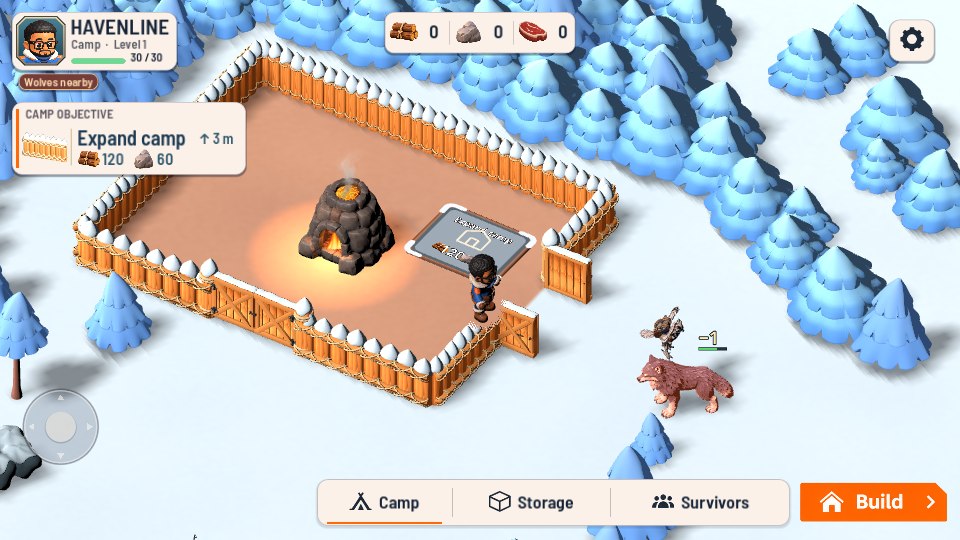 HAVENLINE
Camp · Level 1
30/30
Wolves nearby
0
0
0
CAMP OBJECTIVE
Expand camp
↑ 3 m
120
60
-1
Camp
Storage
Survivors
Build